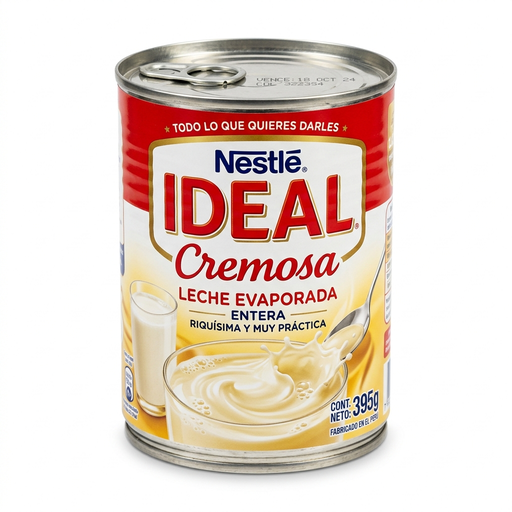 VENCE: 18 OCT 24
★ TODO LO QUE QUIERES DARLES ★
Nestlé®
IDEAL®
Cremosa
LECHE EVAPORADA
ENTERA
RIQUÍSIMA Y MUY PRÁCTICA
CONT.
NETO: 395g
FABRICADO EN EL PERÚ